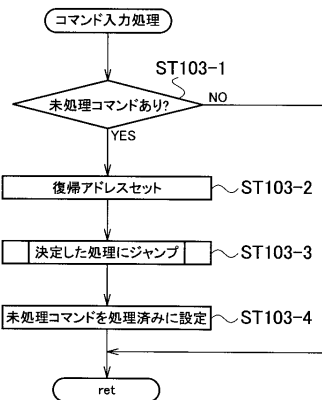 コマンド入力処理
ST103-1
未処理コマンドあり?
NO
YES
復帰アドレスセット
ST103-2
決定した処理にジャンプ
ST103-3
未処理コマンドを処理済みに設定
ST103-4
ret